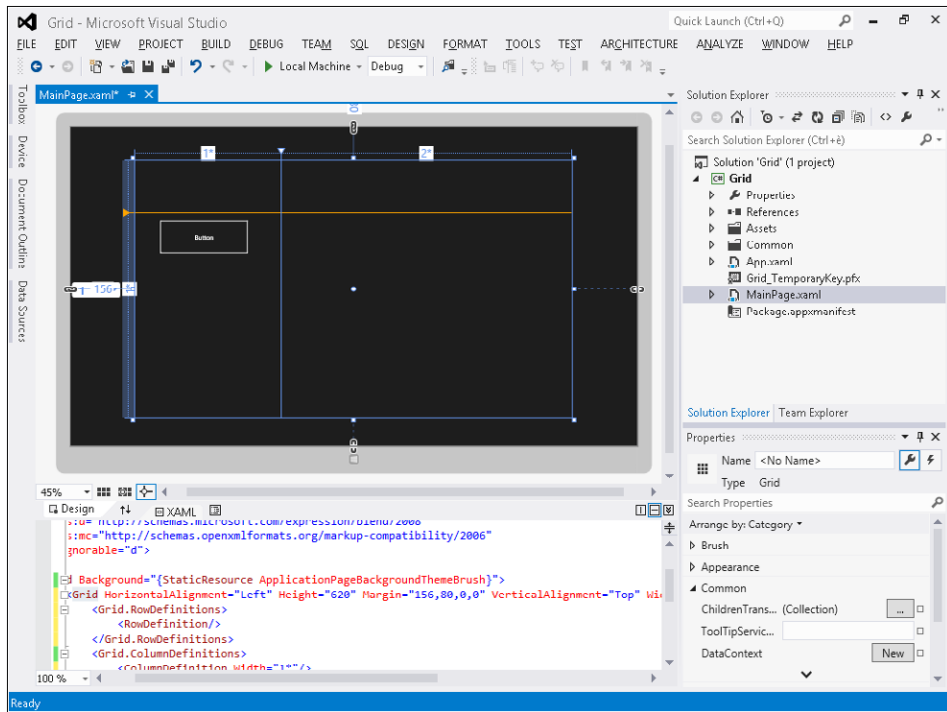 Grid - Microsoft Visual Studio
Quick Launch (Ctrl+Q)
FILE EDIT VIEW PROJECT BUILD DEBUG TEAM SQL DESIGN FORMAT TOOLS TEST ARCHITECTURE ANALYZE WINDOW HELP
Local Machine Debug
Toolbox
Device
Document Outline
Data Sources
MainPage.xaml*
1*
2*
Button
156
45%
Design
XAML
http://schemas.microsoft.com/expression/blend/2008
s:mc="http://schemas.openxmlformats.org/markup-compatibility/2006"
gnorable="d">
d Background="{StaticResource ApplicationPageBackgroundThemeBrush}">
<Grid HorizontalAlignment="Left" Height="620" Margin="156,80,0,0" VerticalAlignment="Top" Wi
<Grid.RowDefinitions>
<RowDefinition/>
</Grid.RowDefinitions>
<Grid.ColumnDefinitions>
<ColumnDefinition Width="1*"/>
100 %
Solution Explorer
Search Solution Explorer (Ctrl+è)
Solution 'Grid' (1 project)
C# Grid
Properties
References
Assets
Common
App.xaml
Grid_TemporaryKey.pfx
MainPage.xaml
Package.appxmanifest
Solution Explorer Team Explorer
Properties
Name <No Name>
Type Grid
Search Properties
Arrange by: Category
Brush
Appearance
Common
ChildrenTrans... (Collection) ...
ToolTipServic...
DataContext New
Ready